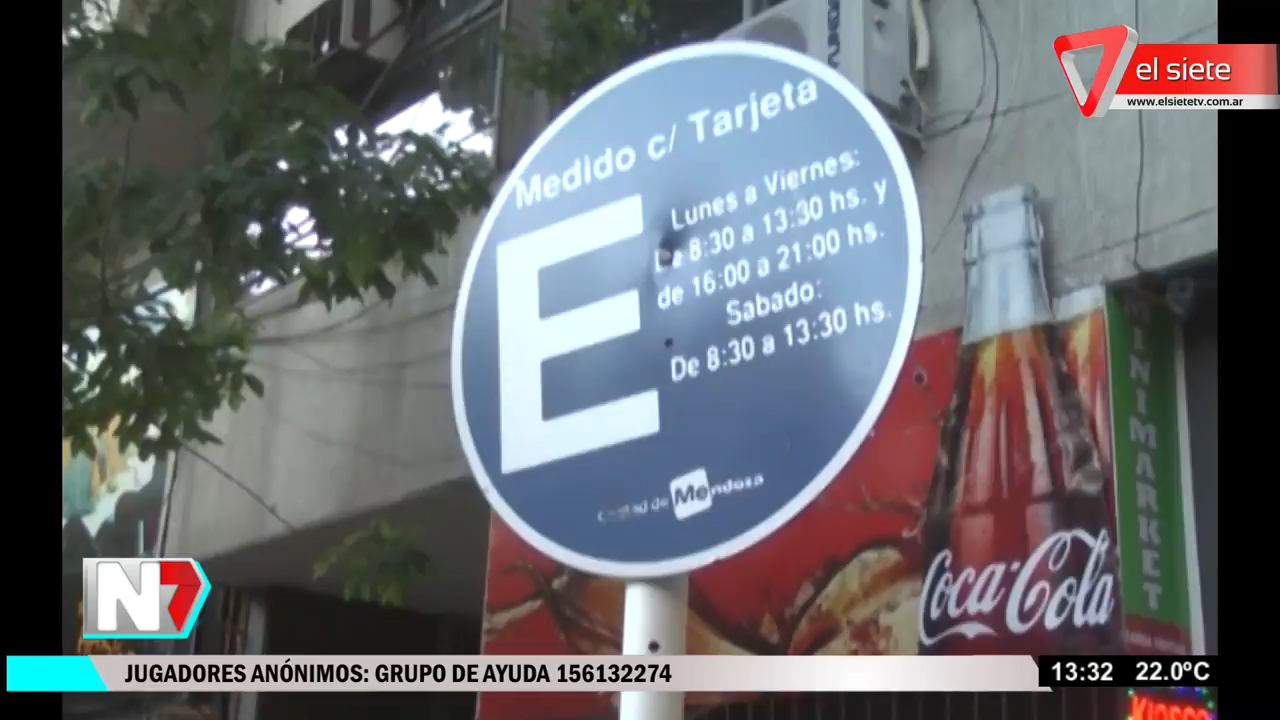 el siete
www.elsietetv.com.ar
Medido c/ Tarjeta
E
Lunes a Viernes:
De 8:30 a 13:30 hs. y
de 16:00 a 21:00 hs.
Sabado:
De 8:30 a 13:30 hs.
Ciudad de Mendoza
Coca-Cola
MINIMARKET
N7
JUGADORES ANÓNIMOS: GRUPO DE AYUDA 156132274
13:32 22.0ºC
KIOSCO